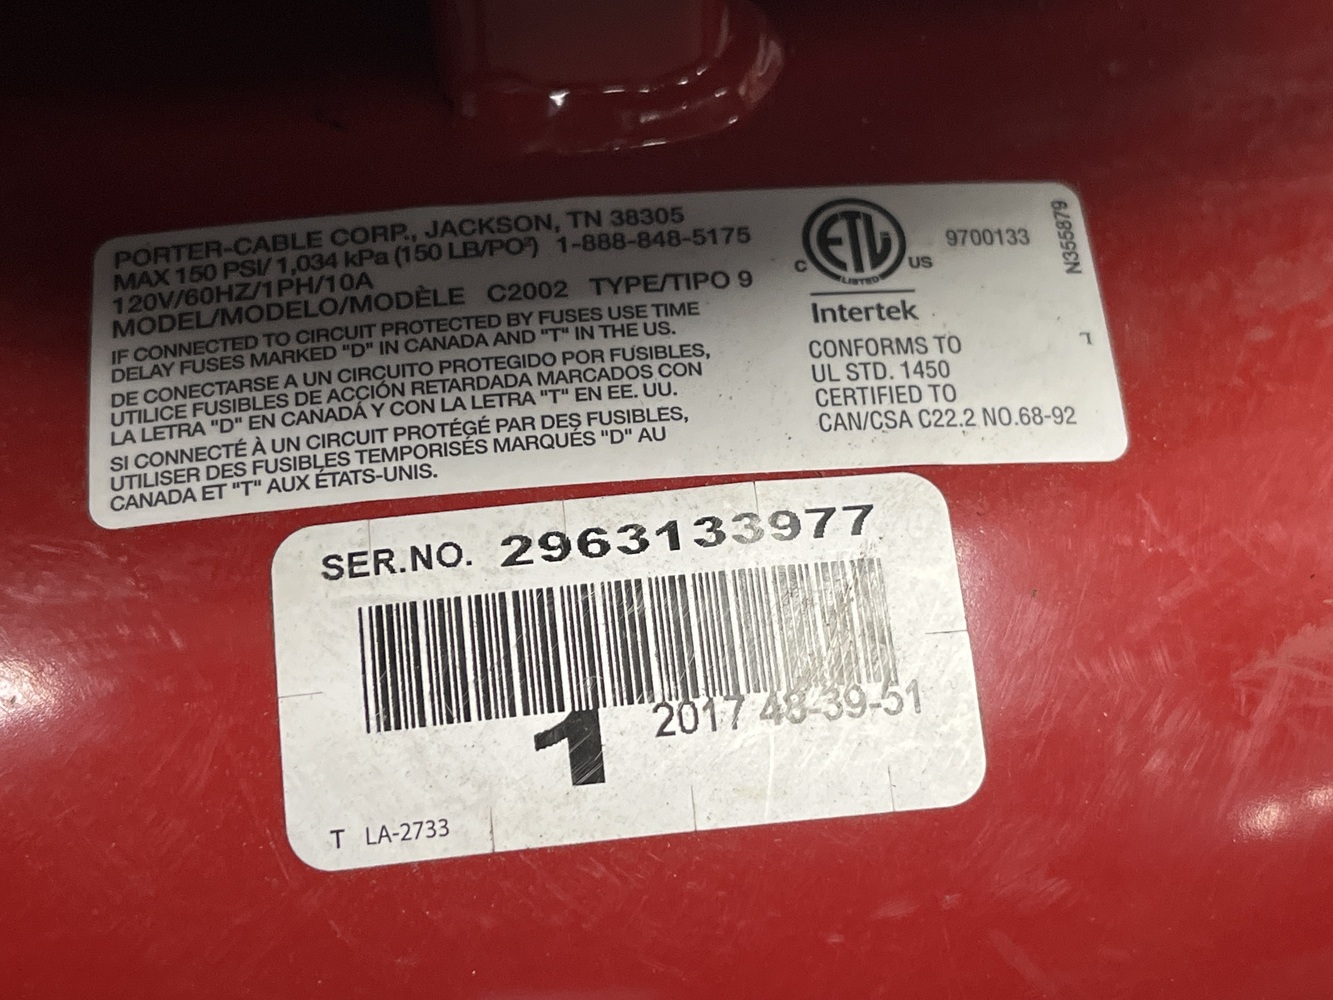 PORTER-CABLE CORP., JACKSON, TN 38305
MAX 150 PSI/ 1,034 kPa (150 LB/PO²) 1-888-848-5175
120V/60HZ/1PH/10A
MODEL/MODELO/MODÈLE C2002 TYPE/TIPO 9
IF CONNECTED TO CIRCUIT PROTECTED BY FUSES USE TIME
DELAY FUSES MARKED "D" IN CANADA AND "T" IN THE US.
DE CONECTARSE A UN CIRCUITO PROTEGIDO POR FUSIBLES,
UTILICE FUSIBLES DE ACCIÓN RETARDADA MARCADOS CON
LA LETRA "D" EN CANADÁ Y CON LA LETRA "T" EN EE. UU.
SI CONNECTÉ À UN CIRCUIT PROTÉGÉ PAR DES FUSIBLES,
UTILISER DES FUSIBLES TEMPORISÉS MARQUÉS "D" AU
CANADA ET "T" AUX ÉTATS-UNIS.
ETL
LISTED
C US
9700133
Intertek
CONFORMS TO
UL STD. 1450
CERTIFIED TO
CAN/CSA C22.2 NO.68-92
N355879
SER.NO. 2963133977
1 2017 48-39-51
T LA-2733